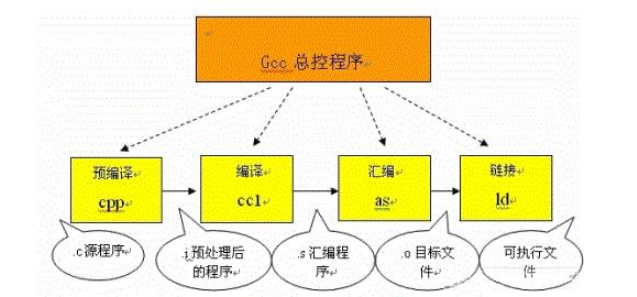 Gcc 总控程序
预编译
cpp
编译
cc1
汇编
as
链接
ld
.c源程序
.i预处理后
的程序
.s 汇编程
序
.o 目标文
件
可执行文
件